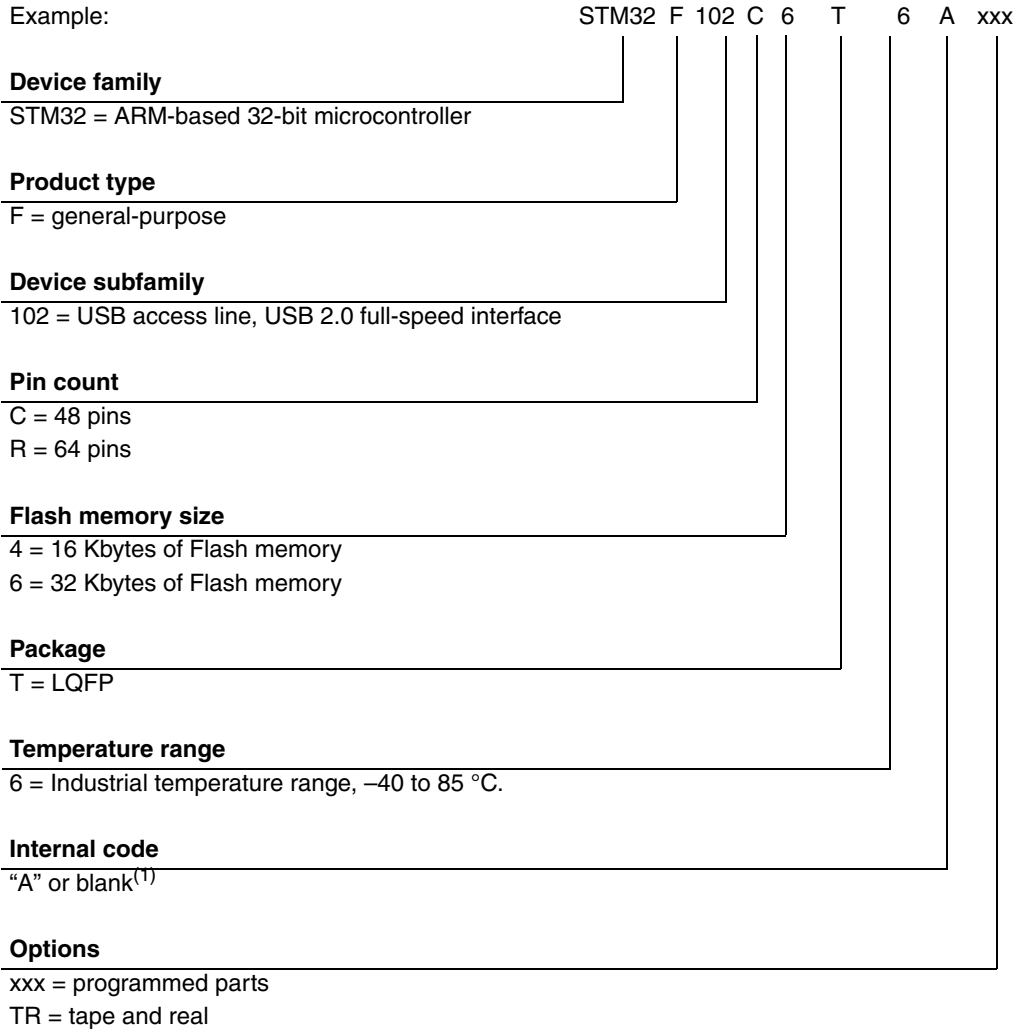 Example: STM32 F 102 C 6 T 6 A xxx
Device family
STM32 = ARM-based 32-bit microcontroller
Product type
F = general-purpose
Device subfamily
102 = USB access line, USB 2.0 full-speed interface
Pin count
C = 48 pins
R = 64 pins
Flash memory size
4 = 16 Kbytes of Flash memory
6 = 32 Kbytes of Flash memory
Package
T = LQFP
Temperature range
6 = Industrial temperature range, –40 to 85 °C.
Internal code
“A” or blank(1)
Options
xxx = programmed parts
TR = tape and real